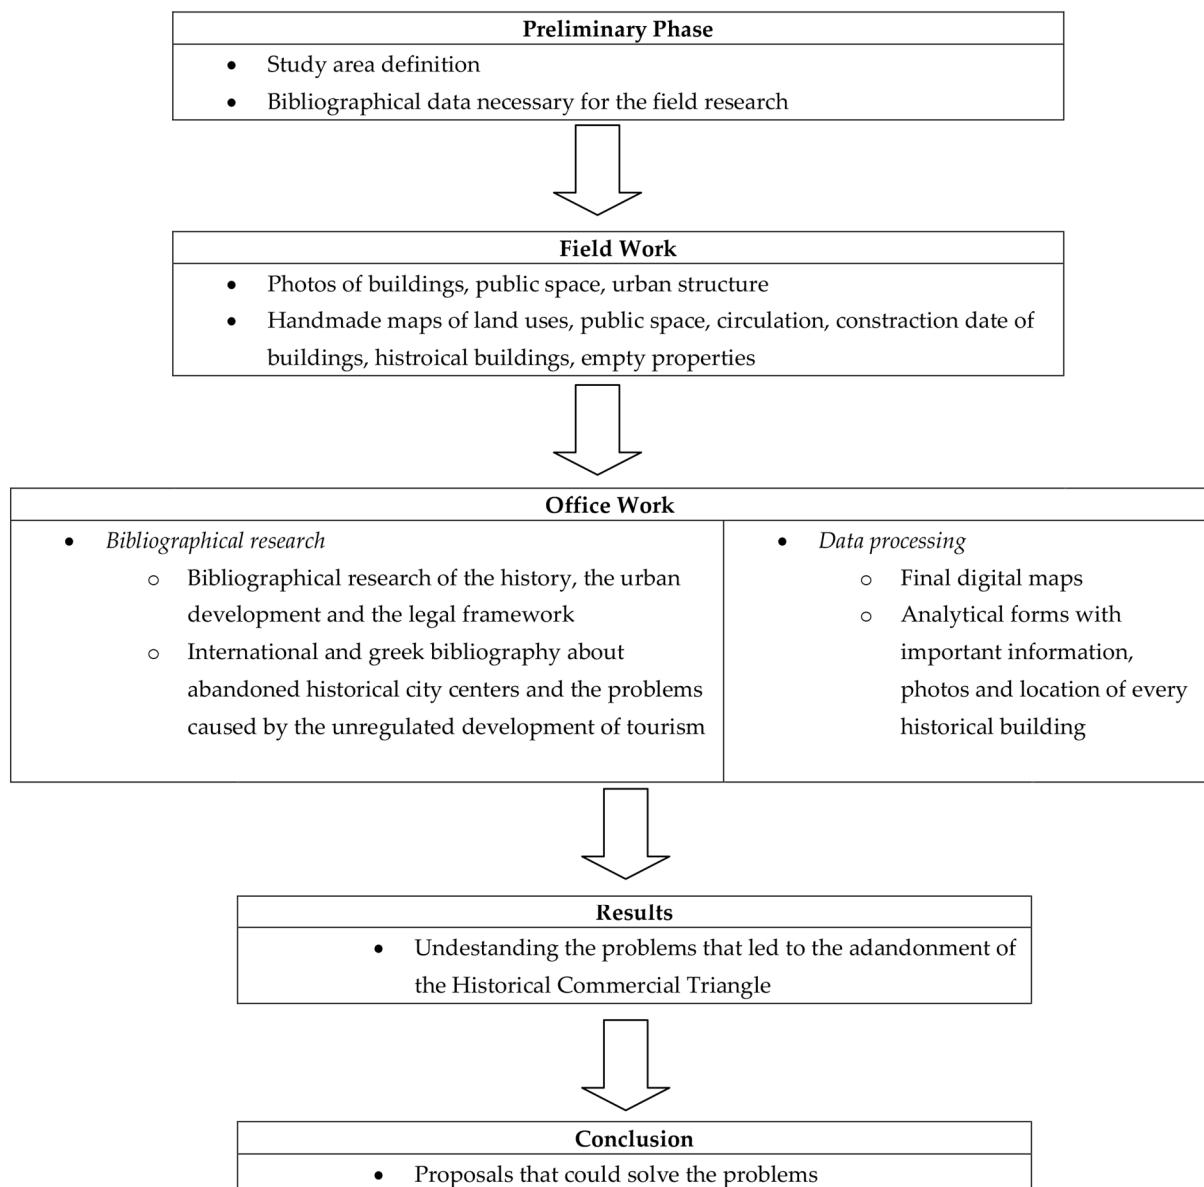 Preliminary Phase
• Study area definition
• Bibliographical data necessary for the field research
Field Work
• Photos of buildings, public space, urban structure
• Handmade maps of land uses, public space, circulation, constraction date of
buildings, histroical buildings, empty properties
Office Work
• Bibliographical research
o Bibliographical research of the history, the urban
development and the legal framework
o International and greek bibliography about
abandoned historical city centers and the problems
caused by the unregulated development of tourism
• Data processing
o Final digital maps
o Analytical forms with
important information,
photos and location of every
historical building
Results
• Undestanding the problems that led to the adandonment of
the Historical Commercial Triangle
Conclusion
• Proposals that could solve the problems